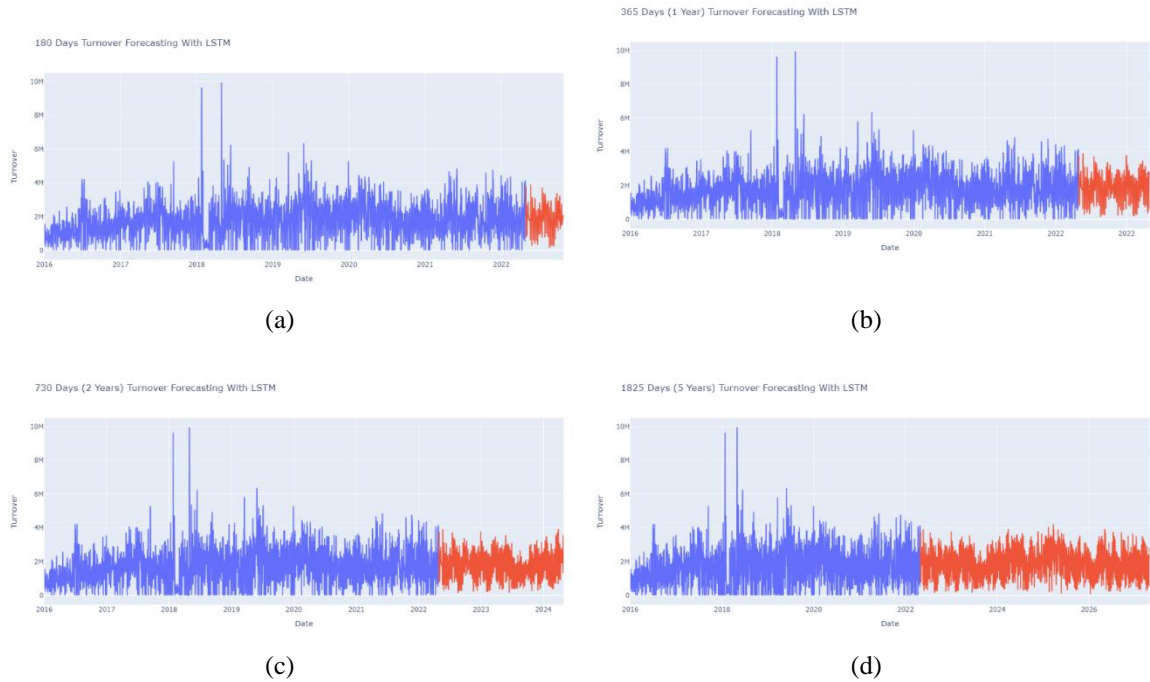 180 Days Turnover Forecasting With LSTM
10M
8M
6M
4M
2M
0
Turnover
2016 2017 2018 2019 2020 2021 2022
Date
(a)
365 Days (1 Year) Turnover Forecasting With LSTM
10M
8M
6M
4M
2M
0
Turnover
2016 2017 2018 2019 2020 2021 2022 2023
Date
(b)
730 Days (2 Years) Turnover Forecasting With LSTM
10M
8M
6M
4M
2M
0
Turnover
2016 2017 2018 2019 2020 2021 2022 2023 2024
Date
(c)
1825 Days (5 Years) Turnover Forecasting With LSTM
10M
8M
6M
4M
2M
0
Turnover
2016 2018 2020 2022 2024 2026
Date
(d)